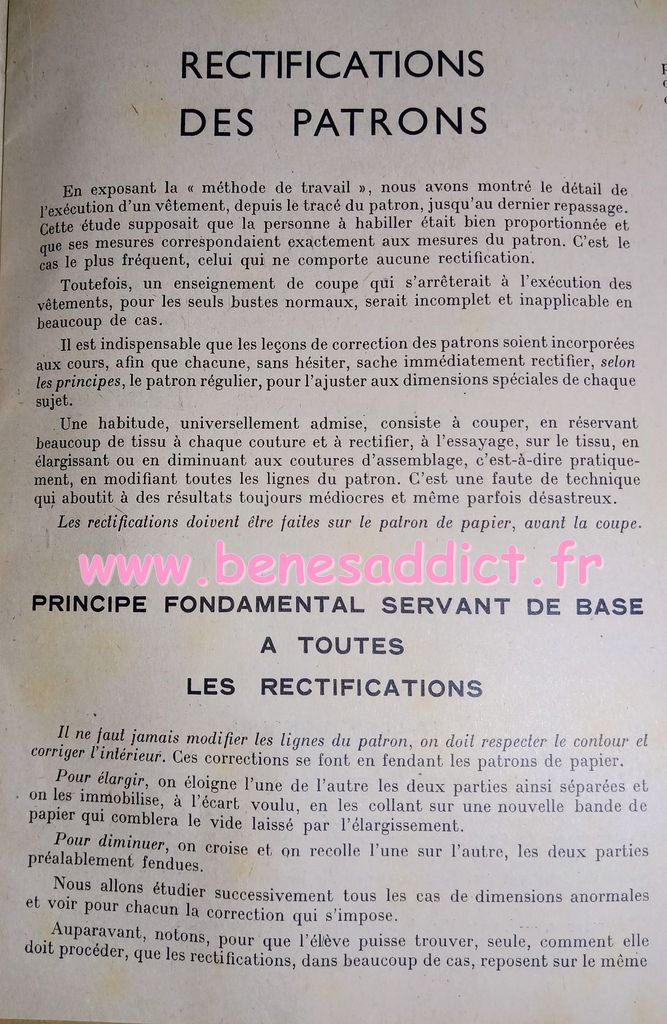 RECTIFICATIONS
DES PATRONS
En exposant la « méthode de travail », nous avons montré le détail de
l'exécution d'un vêtement, depuis le tracé du patron, jusqu'au dernier repassage.
Cette étude supposait que la personne à habiller était bien proportionnée et
que ses mesures correspondaient exactement aux mesures du patron. C'est le
cas le plus fréquent, celui qui ne comporte aucune rectification.
Toutefois, un enseignement de coupe qui s'arrêterait à l'exécution des
vêtements, pour les seuls bustes normaux, serait incomplet et inapplicable en
beaucoup de cas.
Il est indispensable que les leçons de correction des patrons soient incorporées
aux cours, afin que chacune, sans hésiter, sache immédiatement rectifier, selon
les principes, le patron régulier, pour l'ajuster aux dimensions spéciales de chaque
sujet.
Une habitude, universellement admise, consiste à couper, en réservant
beaucoup de tissu à chaque couture et à rectifier, à l'essayage, sur le tissu, en
élargissant ou en diminuant aux coutures d'assemblage, c'est-à-dire pratique-
ment, en modifiant toutes les lignes du patron. C'est une faute de technique
qui aboutit à des résultats toujours médiocres et même parfois désastreux.
Les rectifications doivent être faites sur le patron de papier, avant la coupe.
www.benesaddict.fr
PRINCIPE FONDAMENTAL SERVANT DE BASE
A TOUTES
LES RECTIFICATIONS
Il ne faut jamais modifier les lignes du patron, on doit respecter le contour et
corriger l'intérieur. Ces corrections se font en fendant les patrons de papier.
Pour élargir, on éloigne l'une de l'autre les deux parties ainsi séparées et
on les immobilise, à l'écart voulu, en les collant sur une nouvelle bande de
papier qui comblera le vide laissé par l'élargissement.
Pour diminuer, on croise et on recolle l'une sur l'autre, les deux parties
préalablement fendues.
Nous allons étudier successivement tous les cas de dimensions anormales
et voir pour chacun la correction qui s'impose.
Auparavant, notons, pour que l'élève puisse trouver, seule, comment elle
doit procéder, que les rectifications, dans beaucoup de cas, reposent sur le même